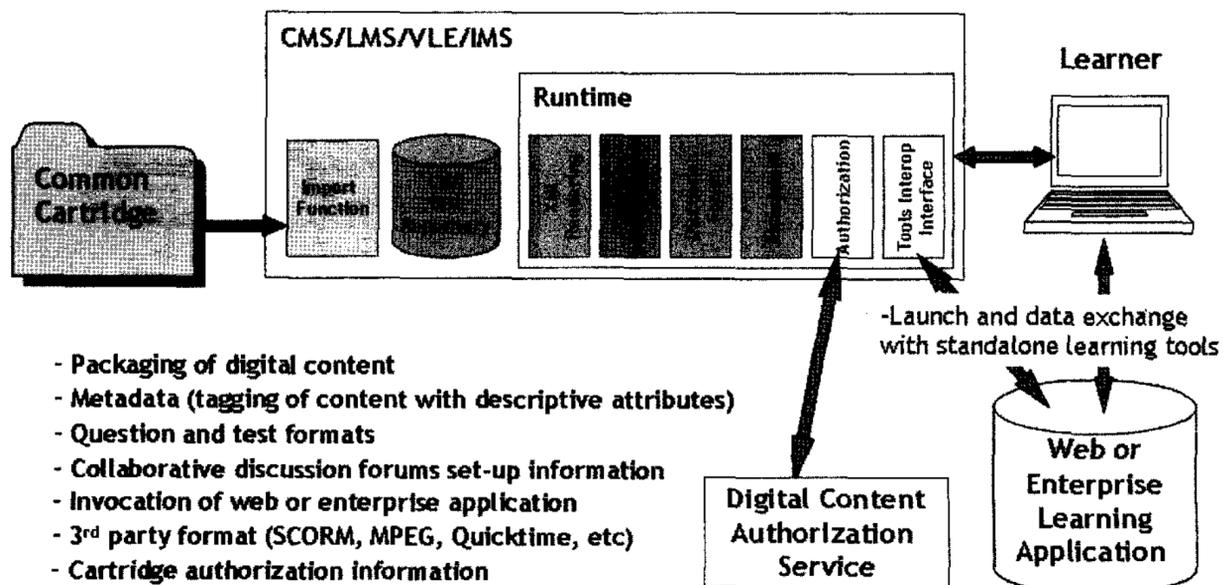 CMS/LMS/VLE/IMS
Learner
Runtime
Common
Cartridge
Import
Function
Authorization
Tools Interop
Interface
-Launch and data exchange
with standalone learning tools
- Packaging of digital content
- Metadata (tagging of content with descriptive attributes)
- Question and test formats
- Collaborative discussion forums set-up information
- Invocation of web or enterprise application
- 3rd party format (SCORM, MPEG, Quicktime, etc)
- Cartridge authorization information
Digital Content
Authorization
Service
Web or
Enterprise
Learning
Application